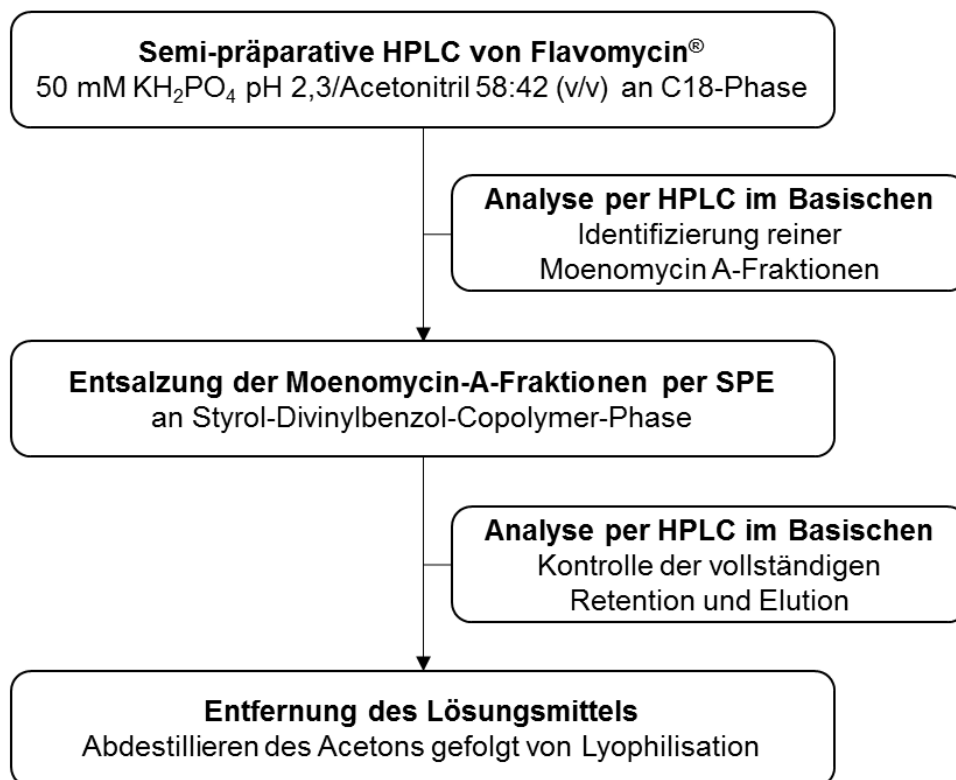 Semi-präparative HPLC von Flavomycin®
50 mM KH₂PO₄ pH 2,3/Acetonitril 58:42 (v/v) an C18-Phase
Analyse per HPLC im Basischen
Identifizierung reiner
Moenomycin A-Fraktionen
Entsalzung der Moenomycin-A-Fraktionen per SPE
an Styrol-Divinylbenzol-Copolymer-Phase
Analyse per HPLC im Basischen
Kontrolle der vollständigen
Retention und Elution
Entfernung des Lösungsmittels
Abdestillieren des Acetons gefolgt von Lyophilisation